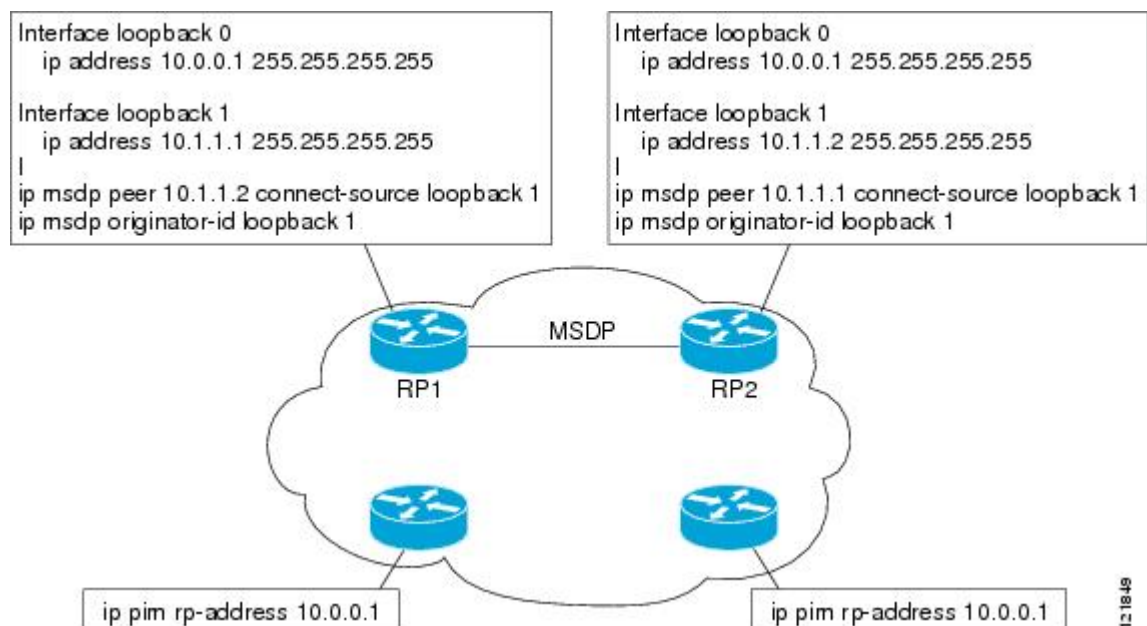 Interface loopback 0
ip address 10.0.0.1 255.255.255.255
Interface loopback 1
ip address 10.1.1.1 255.255.255.255
!
ip msdp peer 10.1.1.2 connect-source loopback 1
ip msdp originator-id loopback 1
Interface loopback 0
ip address 10.0.0.1 255.255.255.255
Interface loopback 1
ip address 10.1.1.2 255.255.255.255
!
ip msdp peer 10.1.1.1 connect-source loopback 1
ip msdp originator-id loopback 1
MSDP
RP1
RP2
ip pim rp-address 10.0.0.1
ip pim rp-address 10.0.0.1
121849